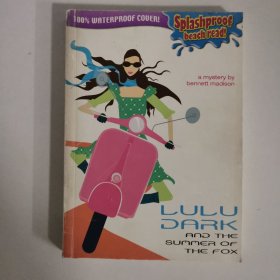 100% WATERPROOF COVER!
Splashproof
beach read!
a mystery by
bennett madison
LULU
DARK
AND THE
SUMMER OF
THE FOX